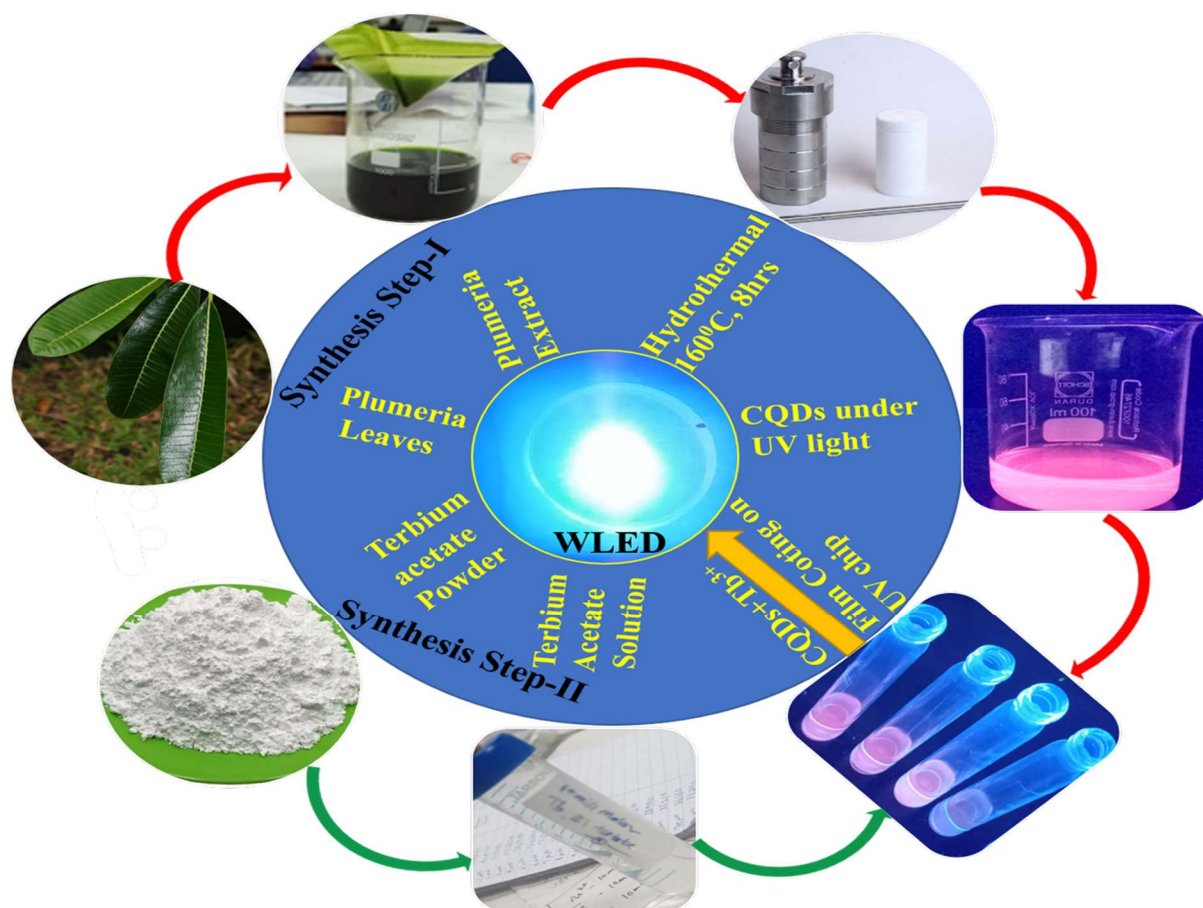 Synthesis Step-I
Plumeria
Extract
Hydrothermal
160⁰C, 8hrs
Plumeria
Leaves
CQDs under
UV light
DURAN
100 ml
WLED
Terbium
acetate
Powder
Synthesis Step-II
Terbium
Acetate
Solution
CQDs+Tb³⁺
Film Coting on
UV chip